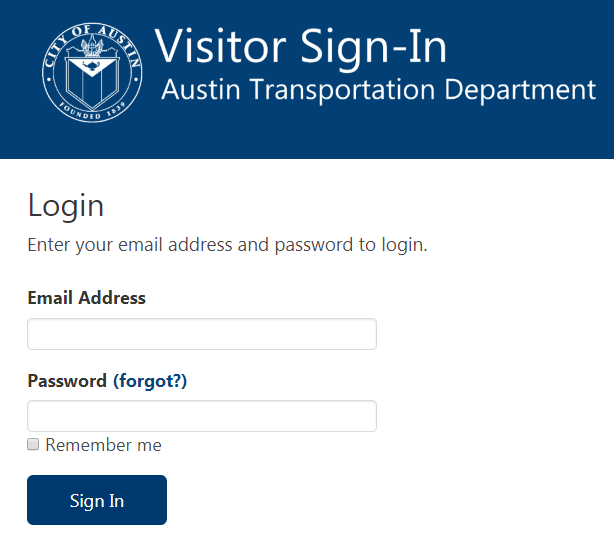 CITY OF AUSTIN
FOUNDED 1839
Visitor Sign-In
Austin Transportation Department
Login
Enter your email address and password to login.
Email Address
Password (forgot?)
Remember me
Sign In